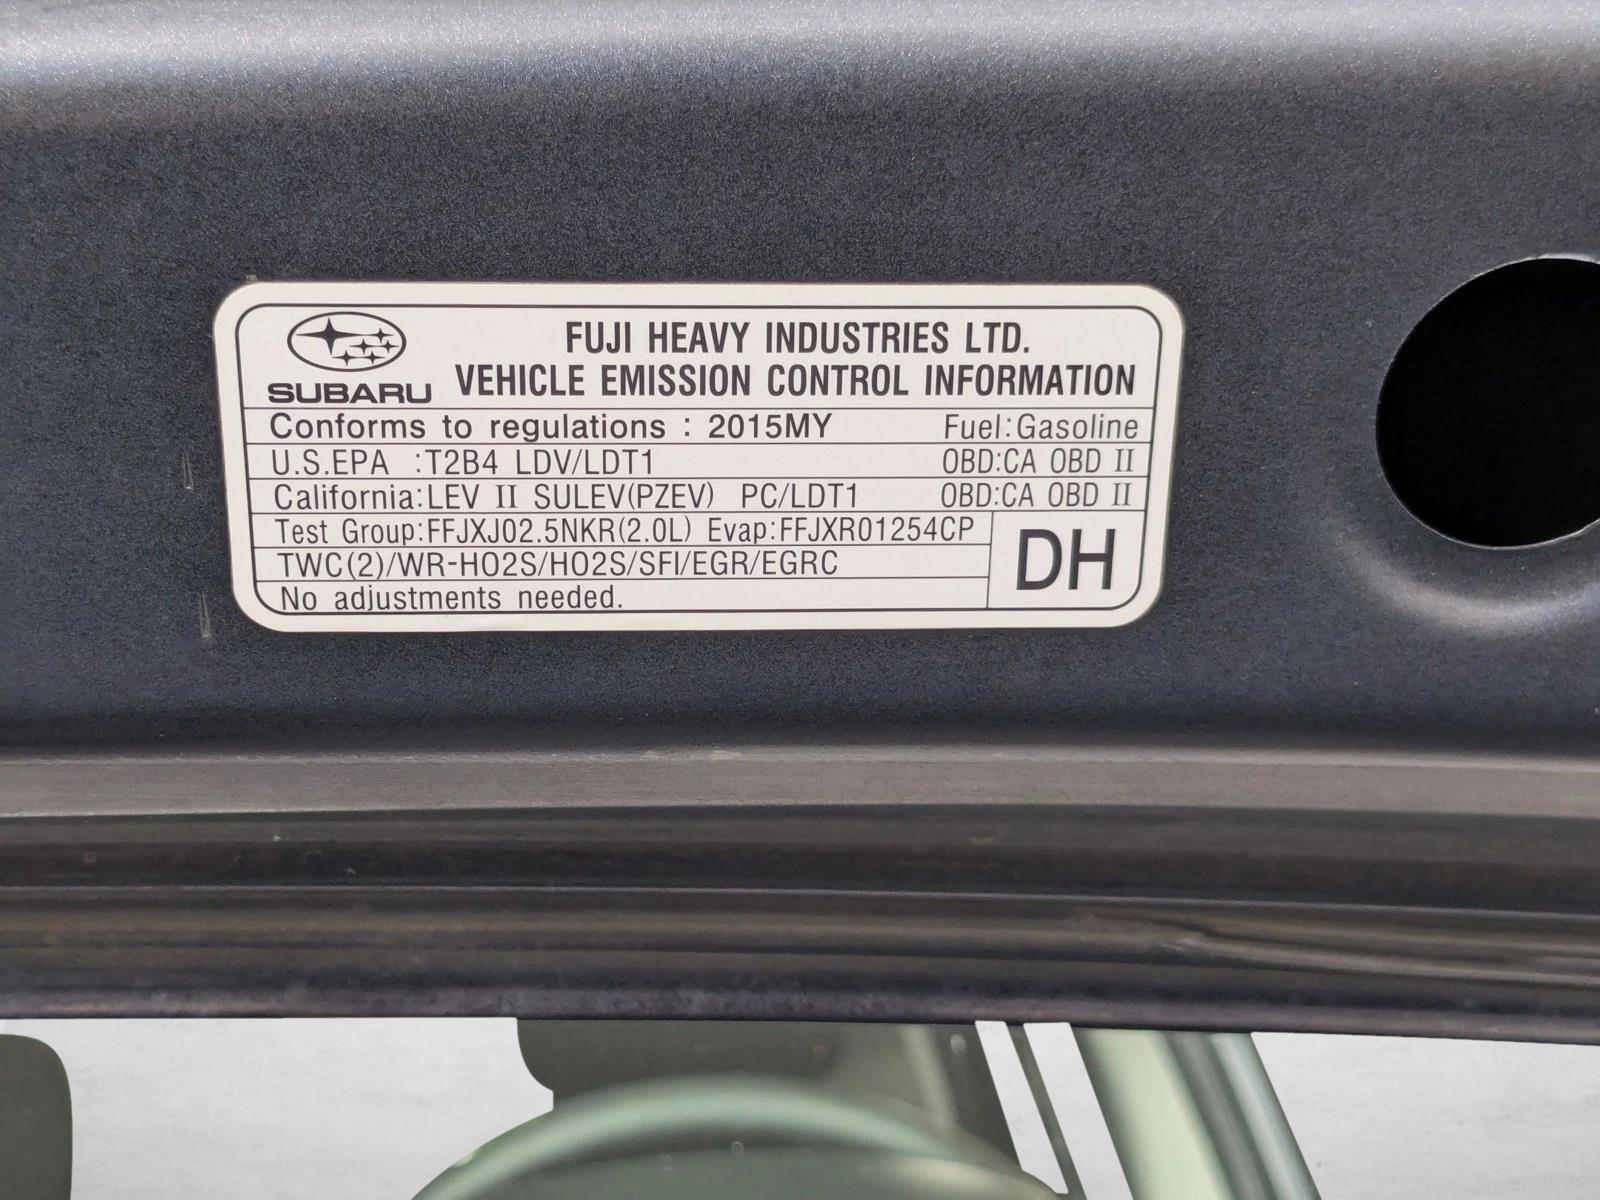 SUBARU
FUJI HEAVY INDUSTRIES LTD.
VEHICLE EMISSION CONTROL INFORMATION
Conforms to regulations : 2015MY Fuel:Gasoline
U.S.EPA :T2B4 LDV/LDT1 OBD:CA OBD II
California:LEV II SULEV(PZEV) PC/LDT1 OBD:CA OBD II
Test Group:FFJXJ02.5NKR(2.0L) Evap:FFJXR01254CP
TWC(2)/WR-HO2S/HO2S/SFI/EGR/EGRC
No adjustments needed.
DH